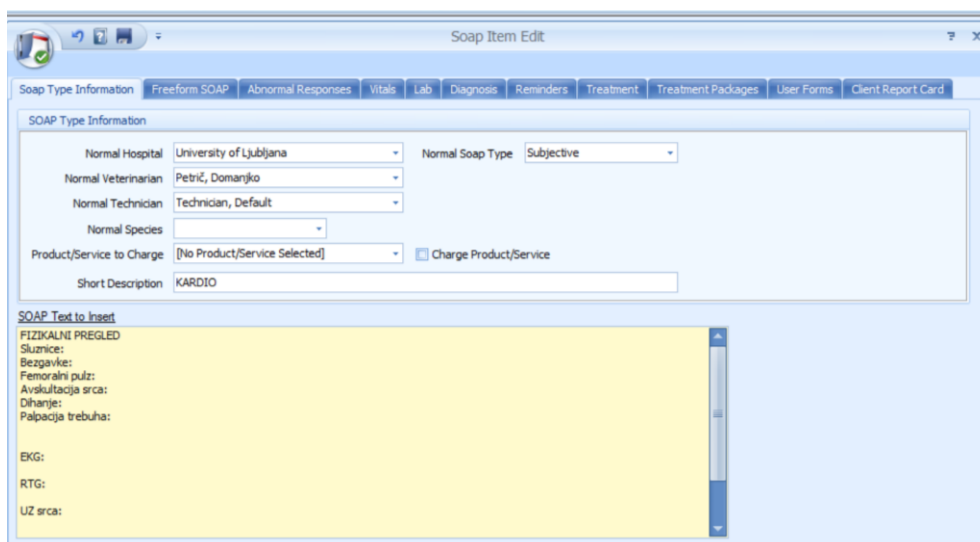 Soap Item Edit
Soap Type Information Freeform SOAP Abnormal Responses Vitals Lab Diagnosis Reminders Treatment Treatment Packages User Forms Client Report Card
SOAP Type Information
Normal Hospital University of Ljubljana Normal Soap Type Subjective
Normal Veterinarian Petrič, Domanjko
Normal Technician Technician, Default
Normal Species
Product/Service to Charge [No Product/Service Selected] Charge Product/Service
Short Description KARDIO
SOAP Text to Insert
FIZIKALNI PREGLED
Sluznice:
Bezgavke:
Femoralni pulz:
Avskultacija srca:
Dihanje:
Palpacija trebuha:
EKG:
RTG:
UZ srca: